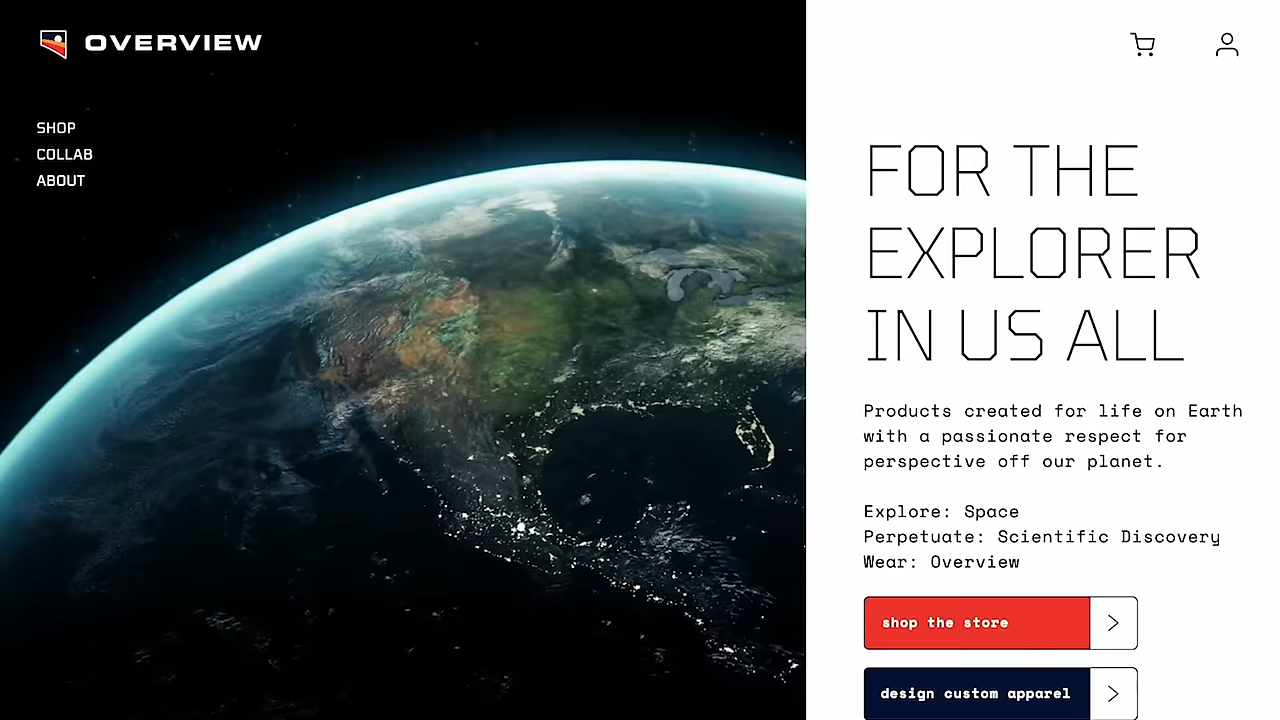 OVERVIEW
SHOP
COLLAB
ABOUT
FOR THE
EXPLORER
IN US ALL
Products created for life on Earth
with a passionate respect for
perspective off our planet.
Explore: Space
Perpetuate: Scientific Discovery
Wear: Overview
shop the store
design custom apparel